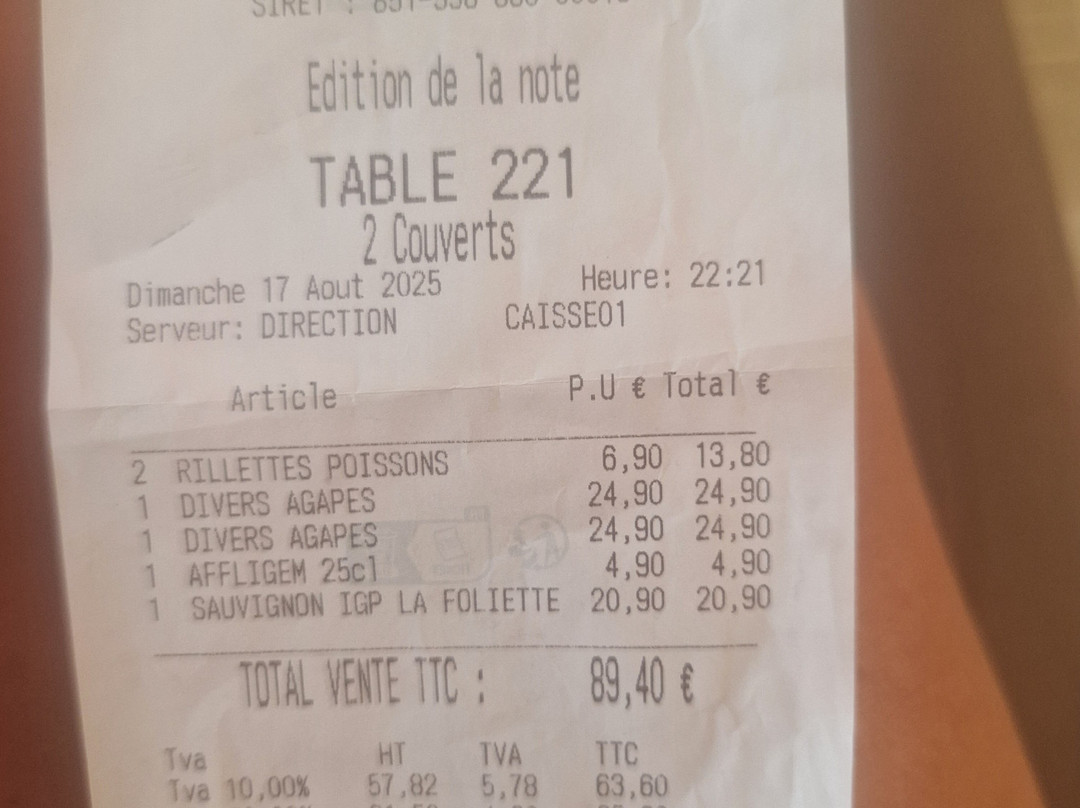 Edition de la note
TABLE 221
2 Couverts
Dimanche 17 Aout 2025 Heure: 22:21
Serveur: DIRECTION CAISSE01
Article P.U € Total €
2 RILLETTES POISSONS 6,90 13,80
1 DIVERS AGAPES 24,90 24,90
1 DIVERS AGAPES 24,90 24,90
1 AFFLIGEM 25cl 4,90 4,90
1 SAUVIGNON IGP LA FOLIETTE 20,90 20,90
TOTAL VENTE TTC : 89,40 €
Tva HT TVA TTC
Tva 10,00% 57,82 5,78 63,60